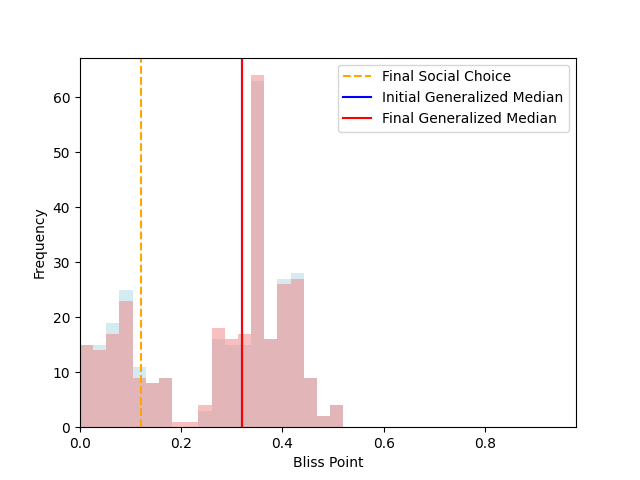 Final Social Choice
Initial Generalized Median
Final Generalized Median
60
50
40
30
20
10
0
Frequency
0.0 0.2 0.4 0.6 0.8
Bliss Point